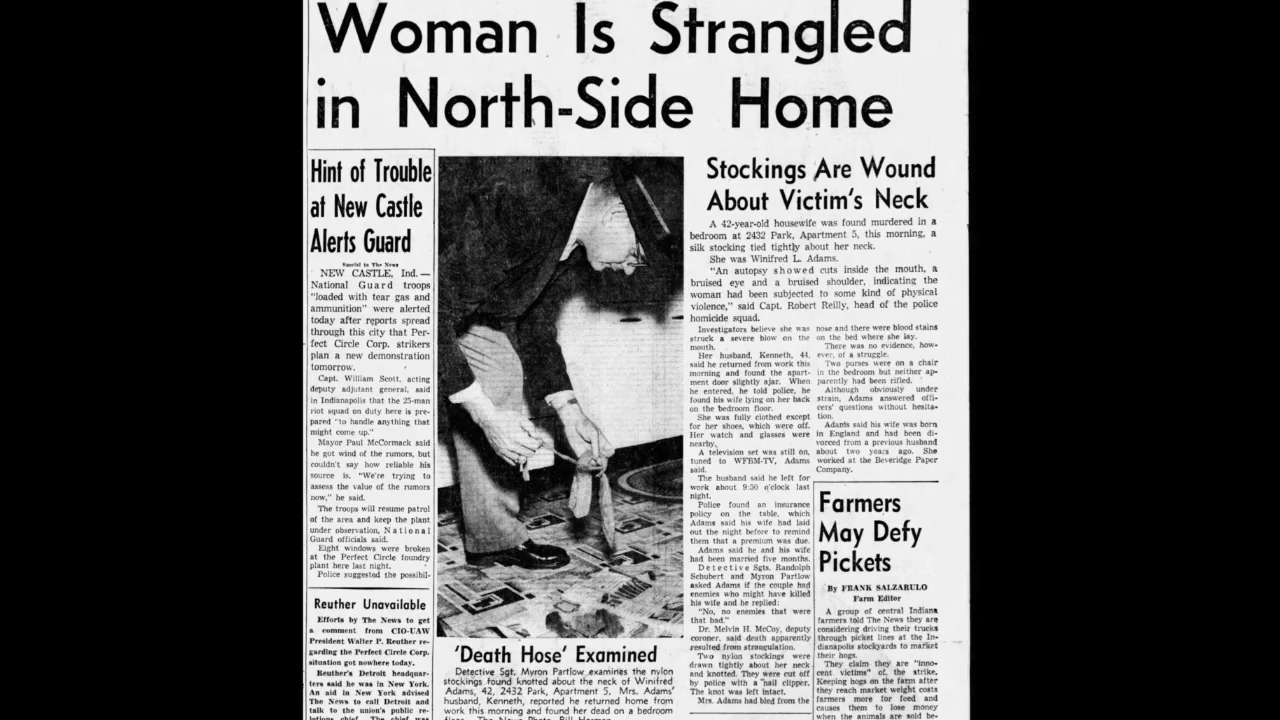 Woman Is Strangled
in North-Side Home
Hint of Trouble
at New Castle
Alerts Guard
Special to The News
NEW CASTLE, Ind.—
National Guard troops
"loaded with tear gas and
ammunition" were alerted
today after reports spread
through this city that Per-
fect Circle Corp. strikers
plan a new demonstration
tomorrow.
Capt. William Scott, acting
deputy adjutant general, said
in Indianapolis that the 25-man
riot squad on duty here is pre-
pared "to handle anything that
might come up."
Mayor Paul McCormack said
he got wind of the rumors, but
couldn't say how reliable his
source is. "We're trying to
assess the value of the rumors
now," he said.
The troops will resume patrol
of the area and keep the plant
under observation, National
Guard officials said.
Eight windows were broken
at the Perfect Circle foundry
plant here last night.
Police suggested the possibil-
Reuther Unavailable
Efforts by The News to get
a comment from CIO-UAW
President Walter P. Reuther re-
garding the Perfect Circle Corp.
situation got nowhere today.
Reuther's Detroit headquar-
ters said he was in New York.
An aid in New York advised
The News to call Detroit and
talk to the union's public re-
lations chief. The chief was
'Death Hose' Examined
Detective Sgt. Myron Partlow examines the nylon
stockings found knotted about the neck of Winifred
Adams, 42, 2432 Park, Apartment 5. Mrs. Adams'
husband, Kenneth, reported he returned home from
work this morning and found her dead on a bedroom
floor. The News Photo, Bill
Stockings Are Wound
About Victim's Neck
A 42-year-old housewife was found murdered in a
bedroom at 2432 Park, Apartment 5, this morning, a
silk stocking tied tightly about her neck.
She was Winifred L. Adams.
"An autopsy showed cuts inside the mouth, a
bruised eye and a bruised shoulder, indicating the
woman had been subjected to some kind of physical
violence," said Capt. Robert Reilly, head of the police
homicide squad.
Investigators believe she was
struck a severe blow on the
mouth.
Her husband, Kenneth, 44,
said he returned from work this
morning and found the apart-
ment door slightly ajar. When
he entered, he told police, he
found his wife lying on her back
on the bedroom floor.
She was fully clothed except
for her shoes, which were off.
Her watch and glasses were
nearby.
A television set was still on,
tuned to WFBM-TV, Adams
said.
The husband said he left for
work about 9:30 o'clock last
night.
Police found an insurance
policy on the table, which
Adams said his wife had laid
out the night before to remind
them that a premium was due.
Adams said he and his wife
had been married five months.
Detective Sgts. Randolph
Schubert and Myron Partlow
asked Adams if the couple had
enemies who might have killed
his wife and he replied:
"No, no enemies that were
that bad."
Dr. Melvin H. McCoy, deputy
coroner, said death apparently
resulted from strangulation.
Two nylon stockings were
drawn tightly about her neck
and knotted. They were cut off
by police with a nail clipper.
The knot was left intact.
Mrs. Adams had bled from the
nose and there were blood stains
on the bed where she lay.
There was no evidence, how-
ever, of a struggle.
Two purses were on a chair
in the bedroom but neither ap-
parently had been rifled.
Although obviously under
strain, Adams answered offi-
cers' questions without hesita-
tion.
Adams said his wife was born
in England and had been di-
vorced from a previous husband
about two years ago. She
worked at the Beveridge Paper
Company.
Farmers
May Defy
Pickets
By FRANK SALZARULO
Farm Editor
A group of central Indiana
farmers told The News they are
considering driving their trucks
through picket lines at the In-
dianapolis stockyards to market
their hogs.
They claim they are "inno-
cent victims" of the strike.
Keeping hogs on the farm after
they reach market weight costs
farmers more for feed and
causes them to lose money
when the animals are sold be-